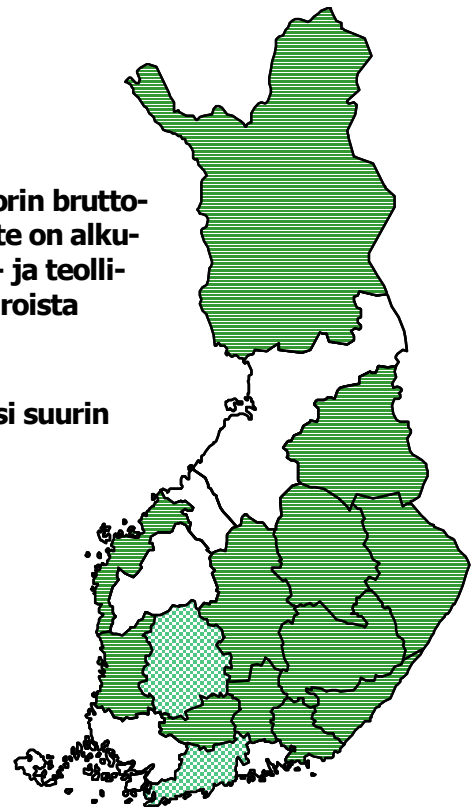 orin brutto-
te on alku-
- ja teolli-
roista
si suurin